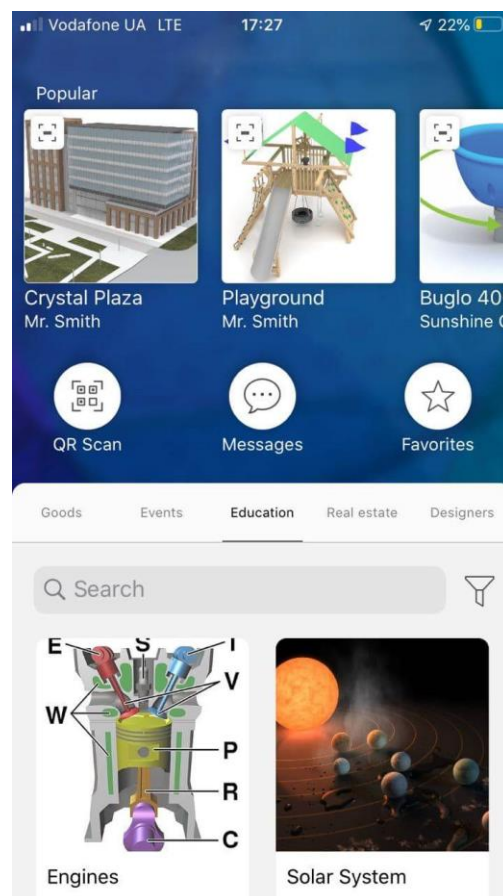 Vodafone UA LTE 17:27 22%
Popular
Crystal Plaza
Mr. Smith
Playground
Mr. Smith
Buglo 40
Sunshine
QR Scan
Messages
Favorites
Goods Events Education Real estate Designers
Search
E S I
V
W
P
R
C
Engines
Solar System